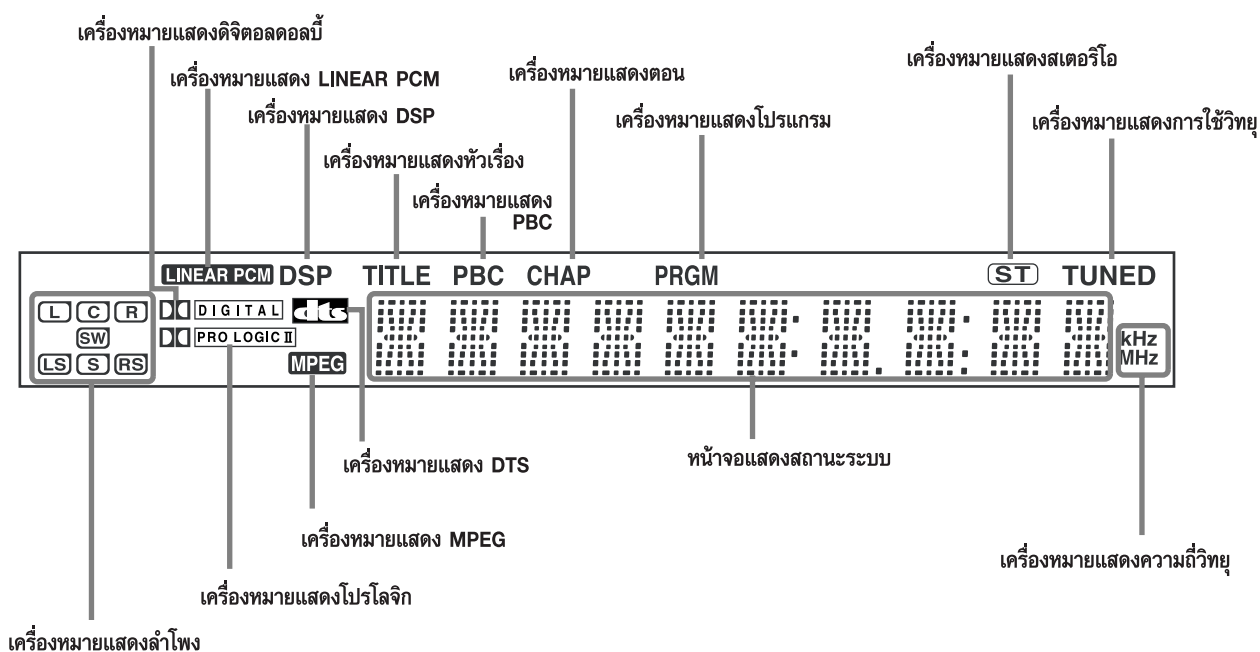 เครื่องหมายแสดงดิจิตอลดอลบี้
เครื่องหมายแสดง LINEAR PCM
เครื่องหมายแสดง DSP
เครื่องหมายแสดงหัวเรื่อง
เครื่องหมายแสดง
PBC
เครื่องหมายแสดงตอน
เครื่องหมายแสดงโปรแกรม
เครื่องหมายแสดงสเตอริโอ
เครื่องหมายแสดงการใช้วิทยุ
LINEAR PCM DSP TITLE PBC CHAP PRGM ST TUNED
L C R
SW
LS S RS
DIGITAL dts
PRO LOGIC II
MPEG
kHz
MHz
เครื่องหมายแสดง DTS
หน้าจอแสดงสถานะระบบ
เครื่องหมายแสดง MPEG
เครื่องหมายแสดงความถี่วิทยุ
เครื่องหมายแสดงโปรโลจิก
เครื่องหมายแสดงลำโพง